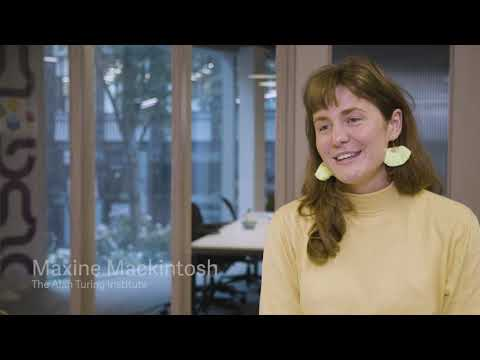 Maxine Mackintosh
The Alan Turing Institute